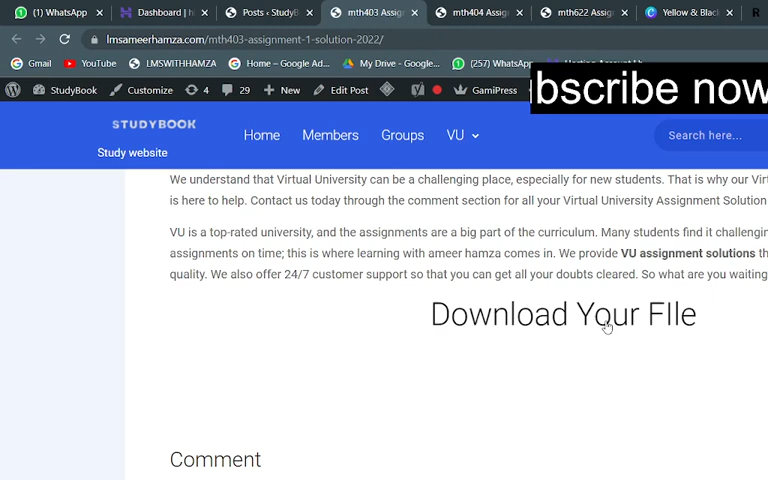 (1) WhatsApp
Dashboard | h
Posts ‹ StudyB
mth403 Assig
mth404 Assig
mth622 Assig
Yellow & Blac
lmsameerhamza.com/mth403-assignment-1-solution-2022/
Gmail
YouTube
LMSWITHHAMZA
Home – Google Ad...
My Drive - Google...
(257) WhatsApp
bscribe now
StudyBook
Customize
4
29
New
Edit Post
GamiPress
STUDYBOOK
Study website
Home
Members
Groups
VU
Search here...
We understand that Virtual University can be a challenging place, especially for new students. That is why our Virt
is here to help. Contact us today through the comment section for all your Virtual University Assignment Solution
VU is a top-rated university, and the assignments are a big part of the curriculum. Many students find it challengin
assignments on time; this is where learning with ameer hamza comes in. We provide VU assignment solutions th
quality. We also offer 24/7 customer support so that you can get all your doubts cleared. So what are you waiting
Download Your FIle
Comment